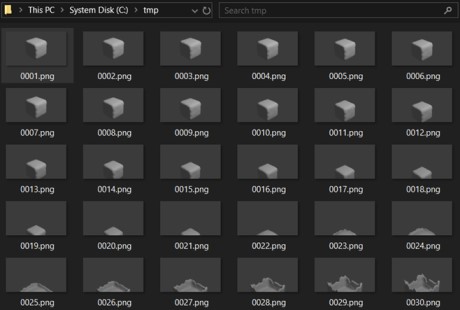 This PC > System Disk (C:) > tmp
Search tmp
0001.png 0002.png 0003.png 0004.png 0005.png 0006.png
0007.png 0008.png 0009.png 0010.png 0011.png 0012.png
0013.png 0014.png 0015.png 0016.png 0017.png 0018.png
0019.png 0020.png 0021.png 0022.png 0023.png 0024.png
0025.png 0026.png 0027.png 0028.png 0029.png 0030.png